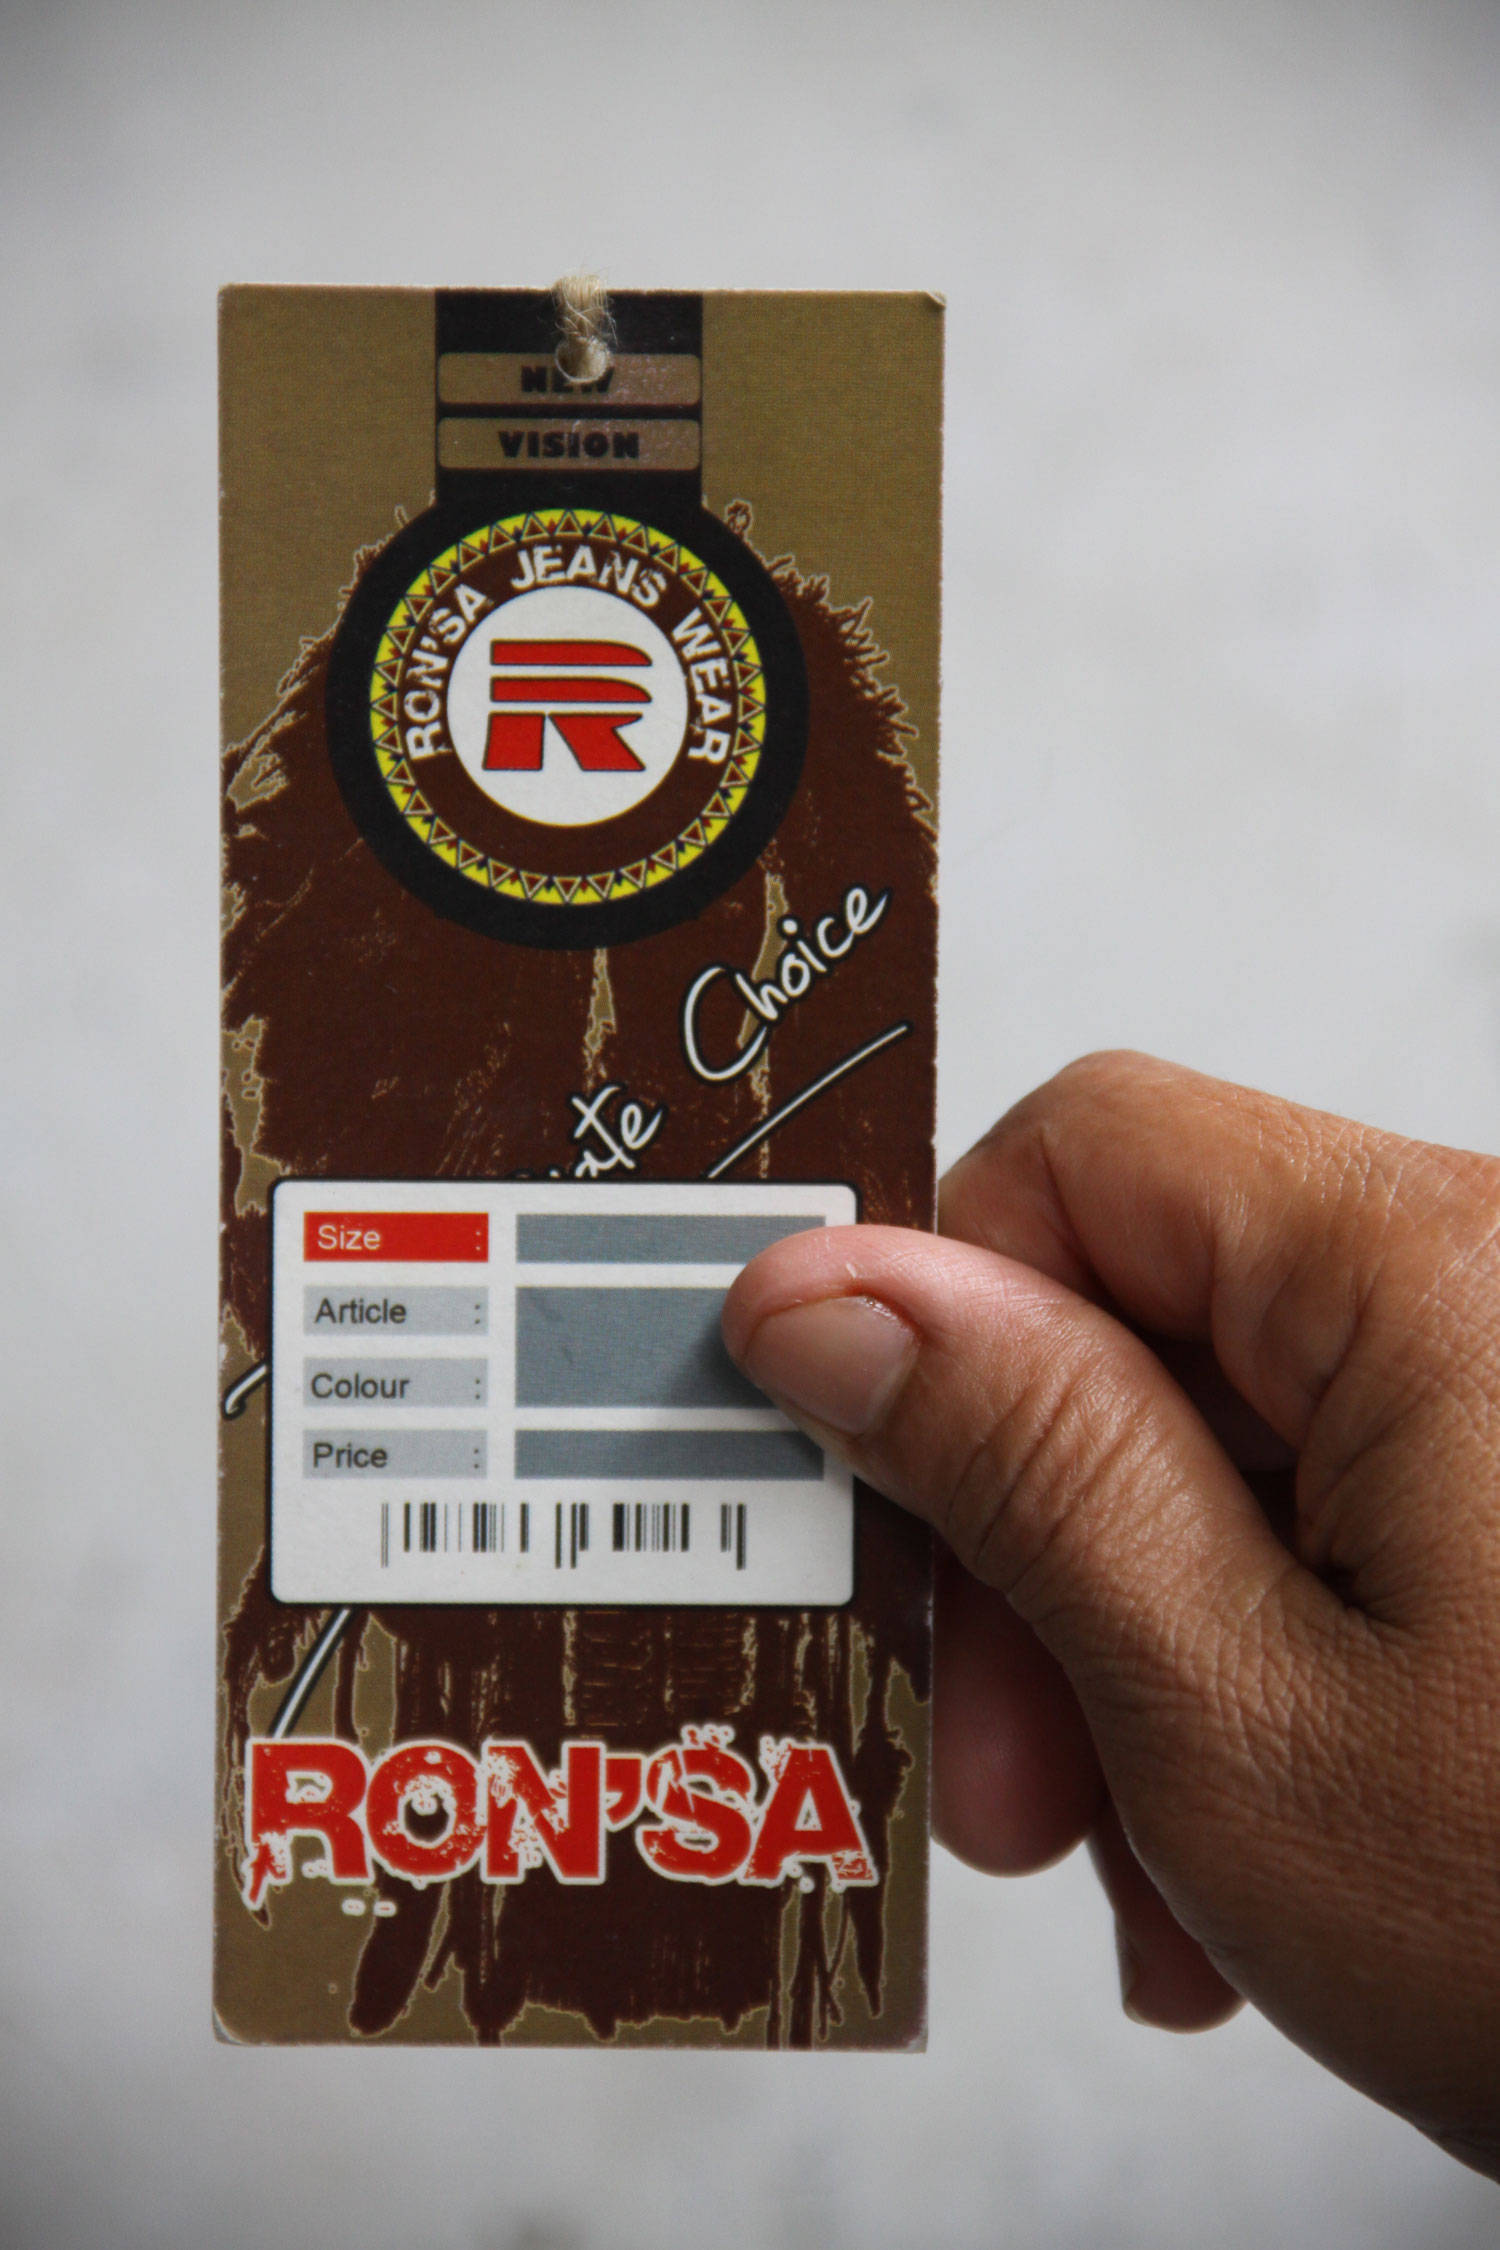 NEW
VISION
RON'SA JEANS WEAR
R
Choice
Size :
Article :
Colour :
Price :
RON'SA